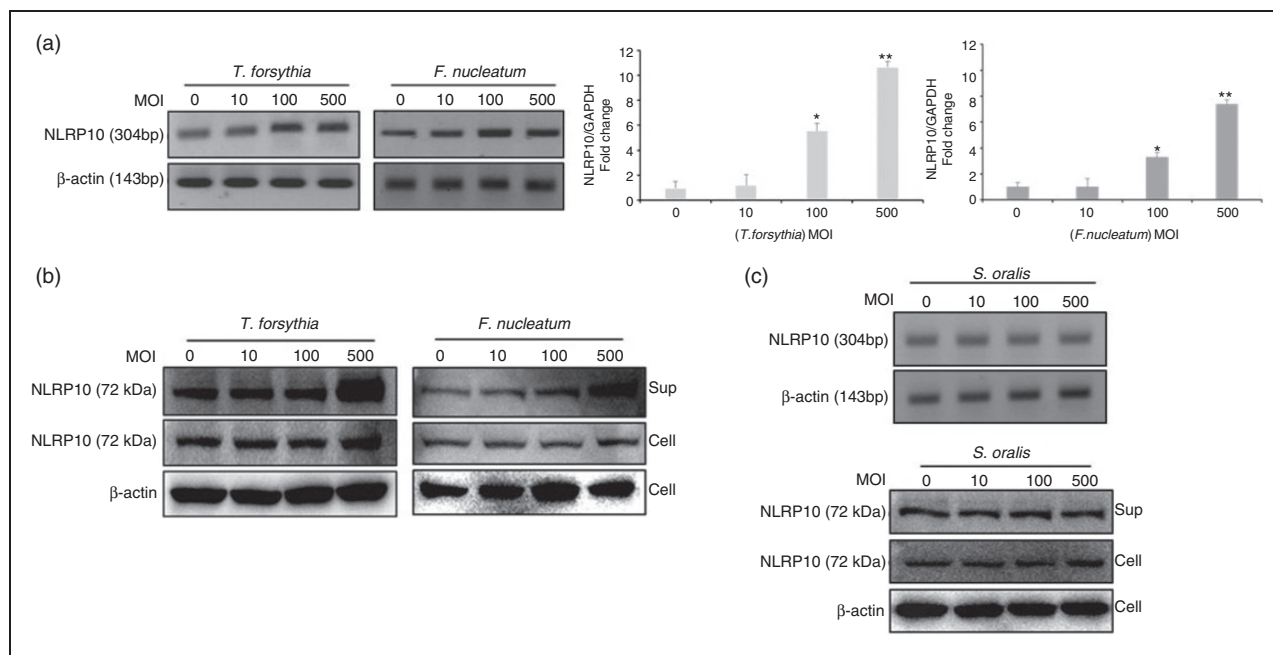 (a)
T. forsythia
F. nucleatum
MOI 0 10 100 500 0 10 100 500
NLRP10 (304bp)
β-actin (143bp)
NLRP10/GAPDH
Fold change
12
10
8
6
4
2
0
*
**
0 10 100 500
(T.forsythia) MOI
NLRP10/GAPDH
Fold change
12
10
8
6
4
2
0
*
**
0 10 100 500
(F.nucleatum) MOI
(b)
T. forsythia
F. nucleatum
MOI 0 10 100 500 0 10 100 500
NLRP10 (72 kDa) Sup
NLRP10 (72 kDa) Cell
β-actin Cell
(c)
S. oralis
MOI 0 10 100 500
NLRP10 (304bp)
β-actin (143bp)
S. oralis
MOI 0 10 100 500
NLRP10 (72 kDa) Sup
NLRP10 (72 kDa) Cell
β-actin Cell